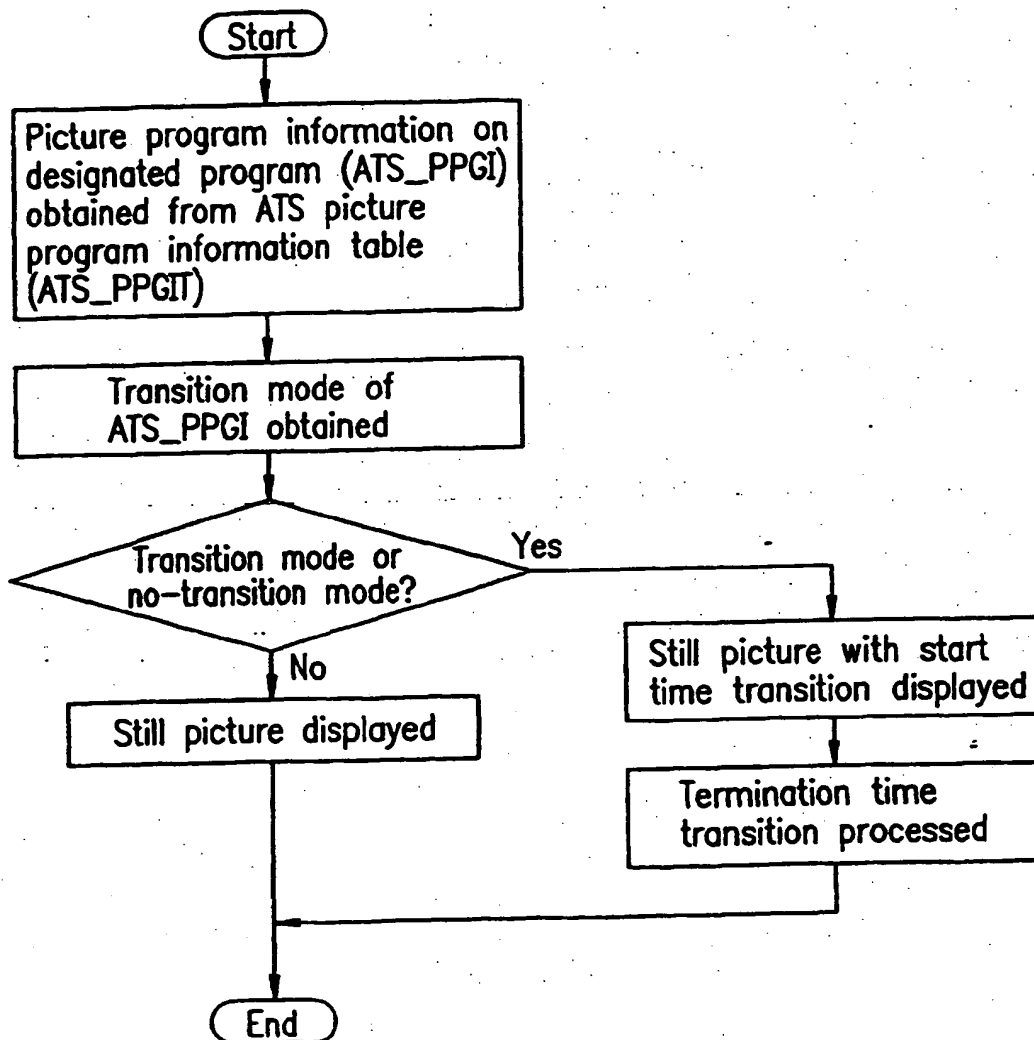 Start
Picture program information on
designated program (ATS_PPGI)
obtained from ATS picture
program information table
(ATS_PPGIT)
Transition mode of
ATS_PPGI obtained
Transition mode or
no-transition mode?
Yes
No
Still picture with start
time transition displayed
Still picture displayed
Termination time
transition processed
End